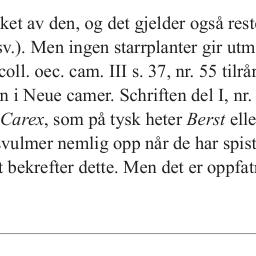 ket av den, og det gjelder også rest
sv.). Men ingen starrplanter gir utm
coll. oec. cam. III s. 37, nr. 55 tilrå
n i Neue camer. Schriften del I, nr.
Carex, som på tysk heter Berst elle
vulmer nemlig opp når de har spist
t bekrefter dette. Men det er oppfat